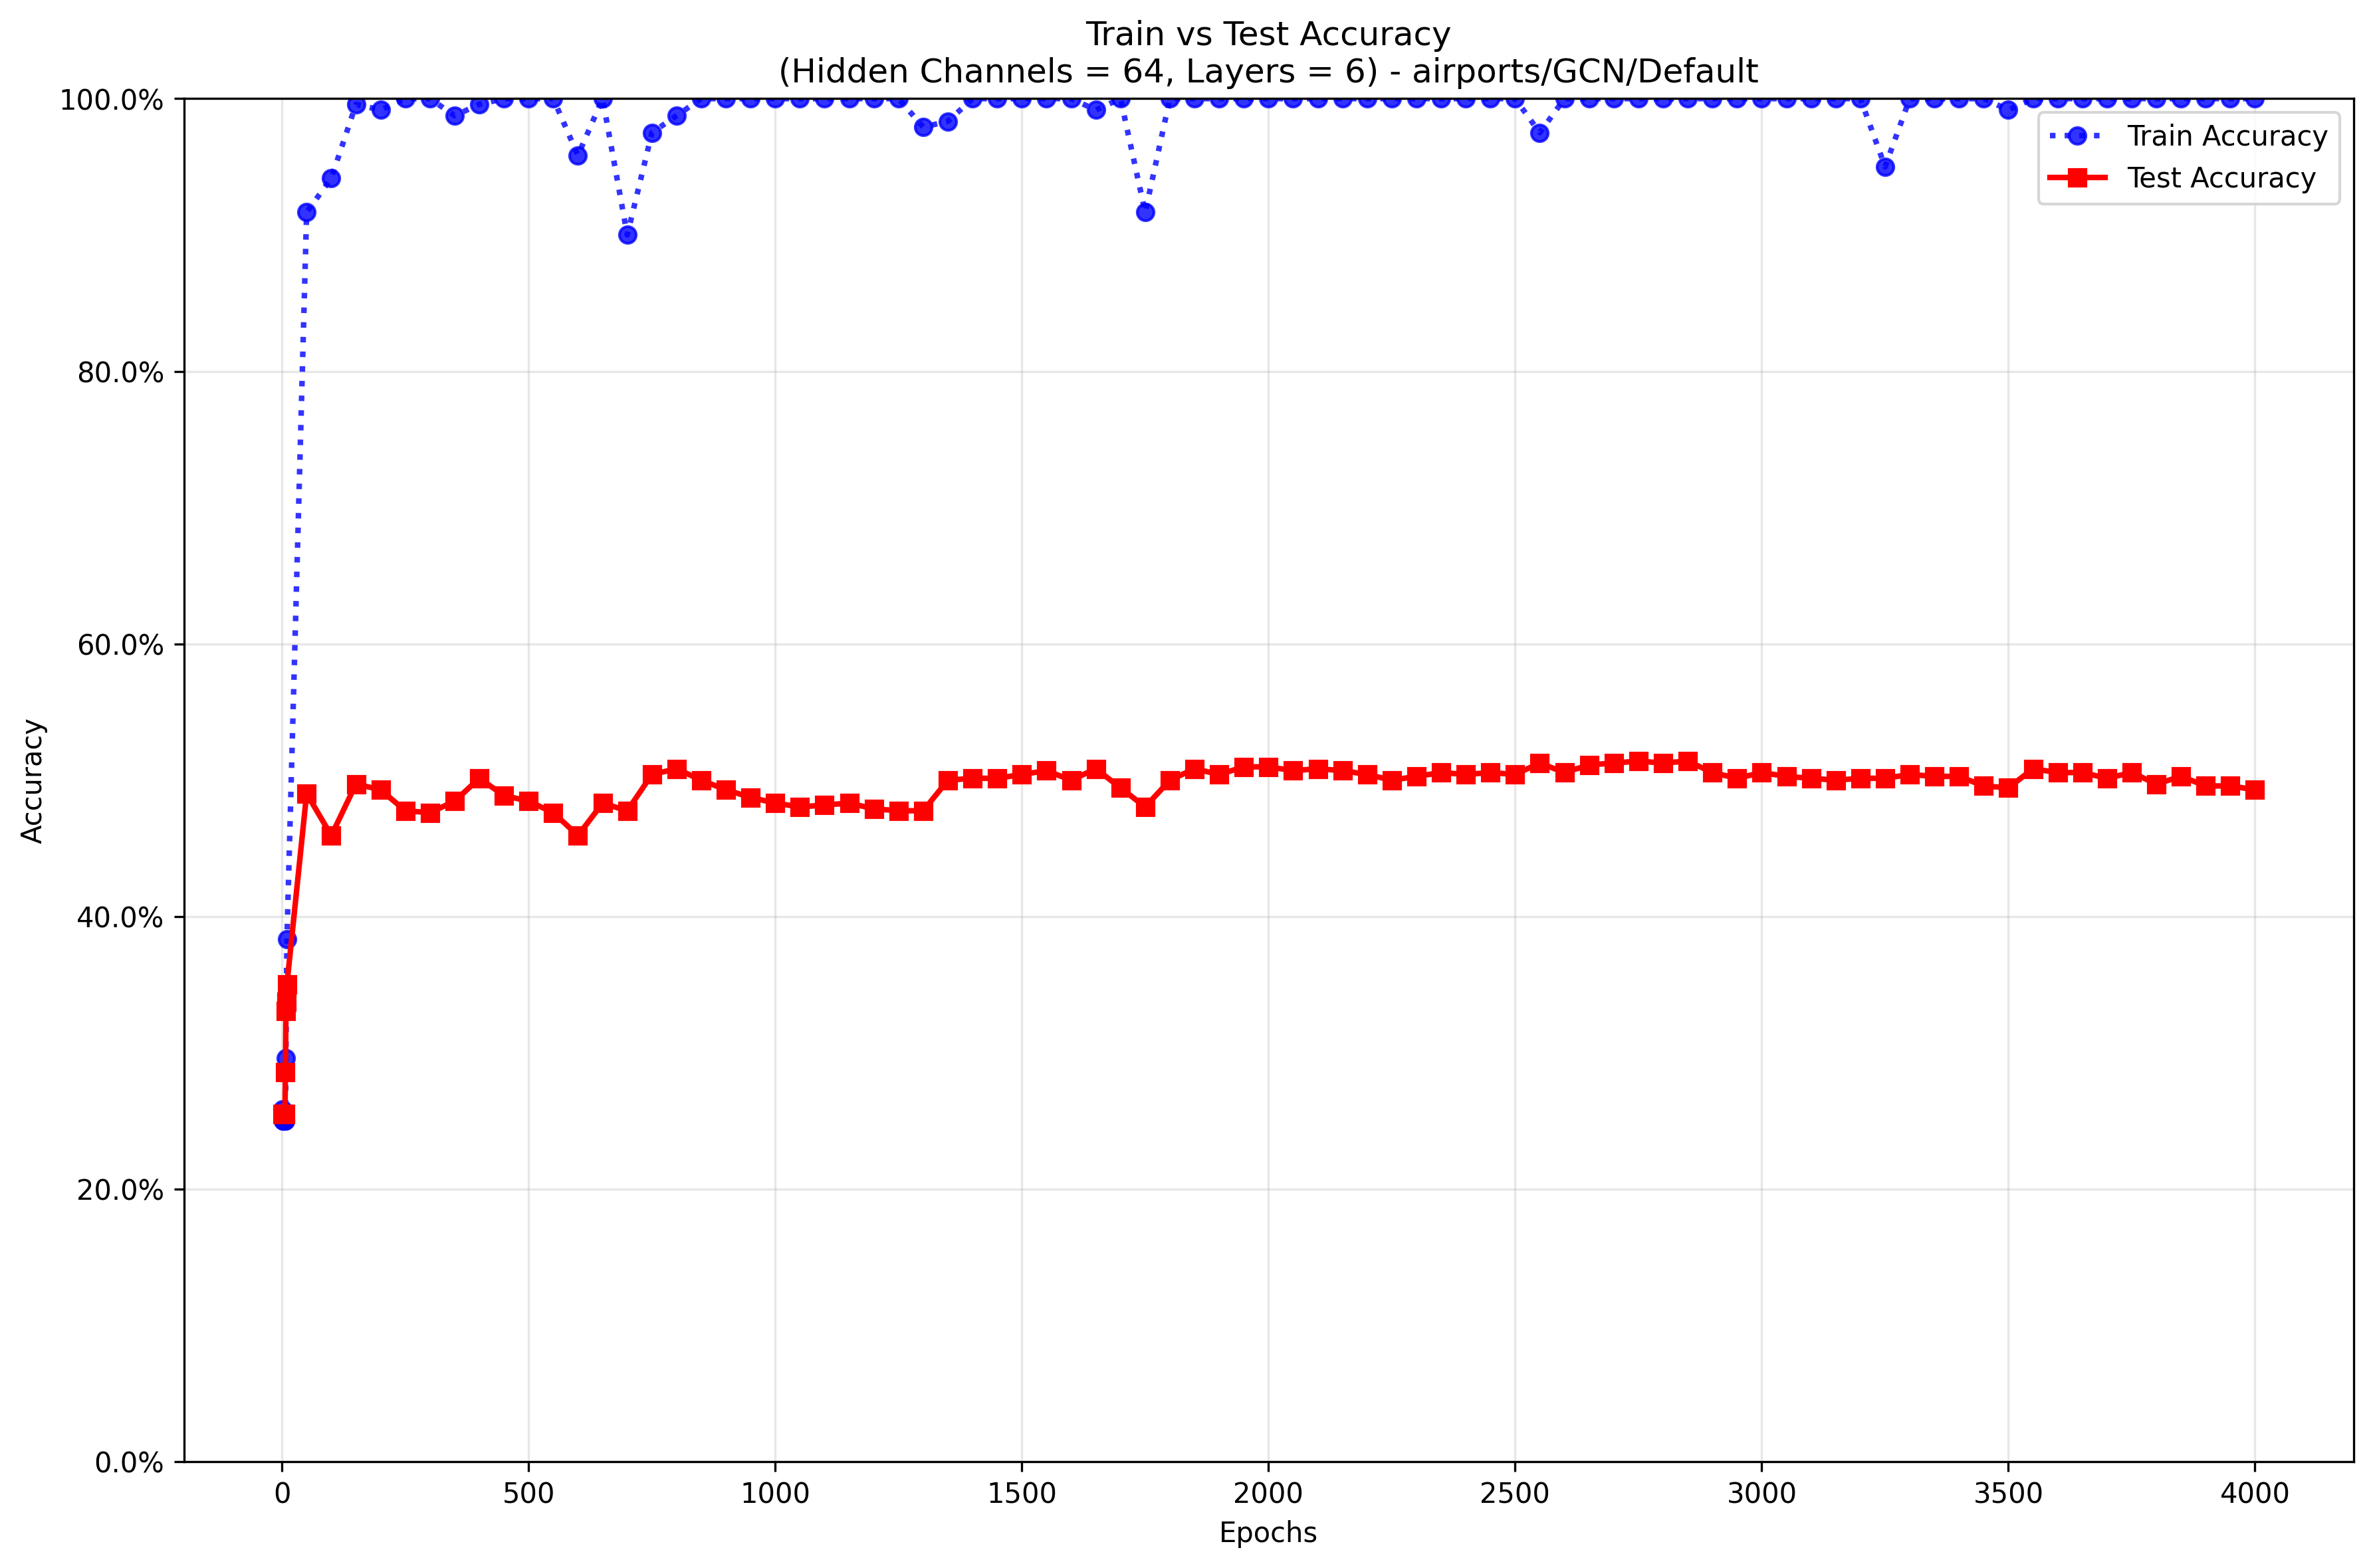 Train vs Test Accuracy
(Hidden Channels = 64, Layers = 6) - airports/GCN/Default
100.0%
80.0%
60.0%
40.0%
20.0%
0.0%
Accuracy
Train Accuracy
Test Accuracy
0 500 1000 1500 2000 2500 3000 3500 4000
Epochs